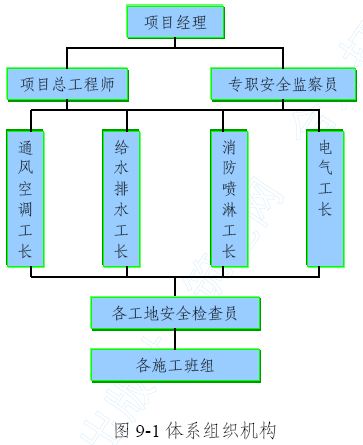 项目经理
项目总工程师
专职安全监察员
通风空调工长
给水排水工长
消防喷淋工长
电气工长
各工地安全检查员
各施工班组
图 9-1 体系组织机构